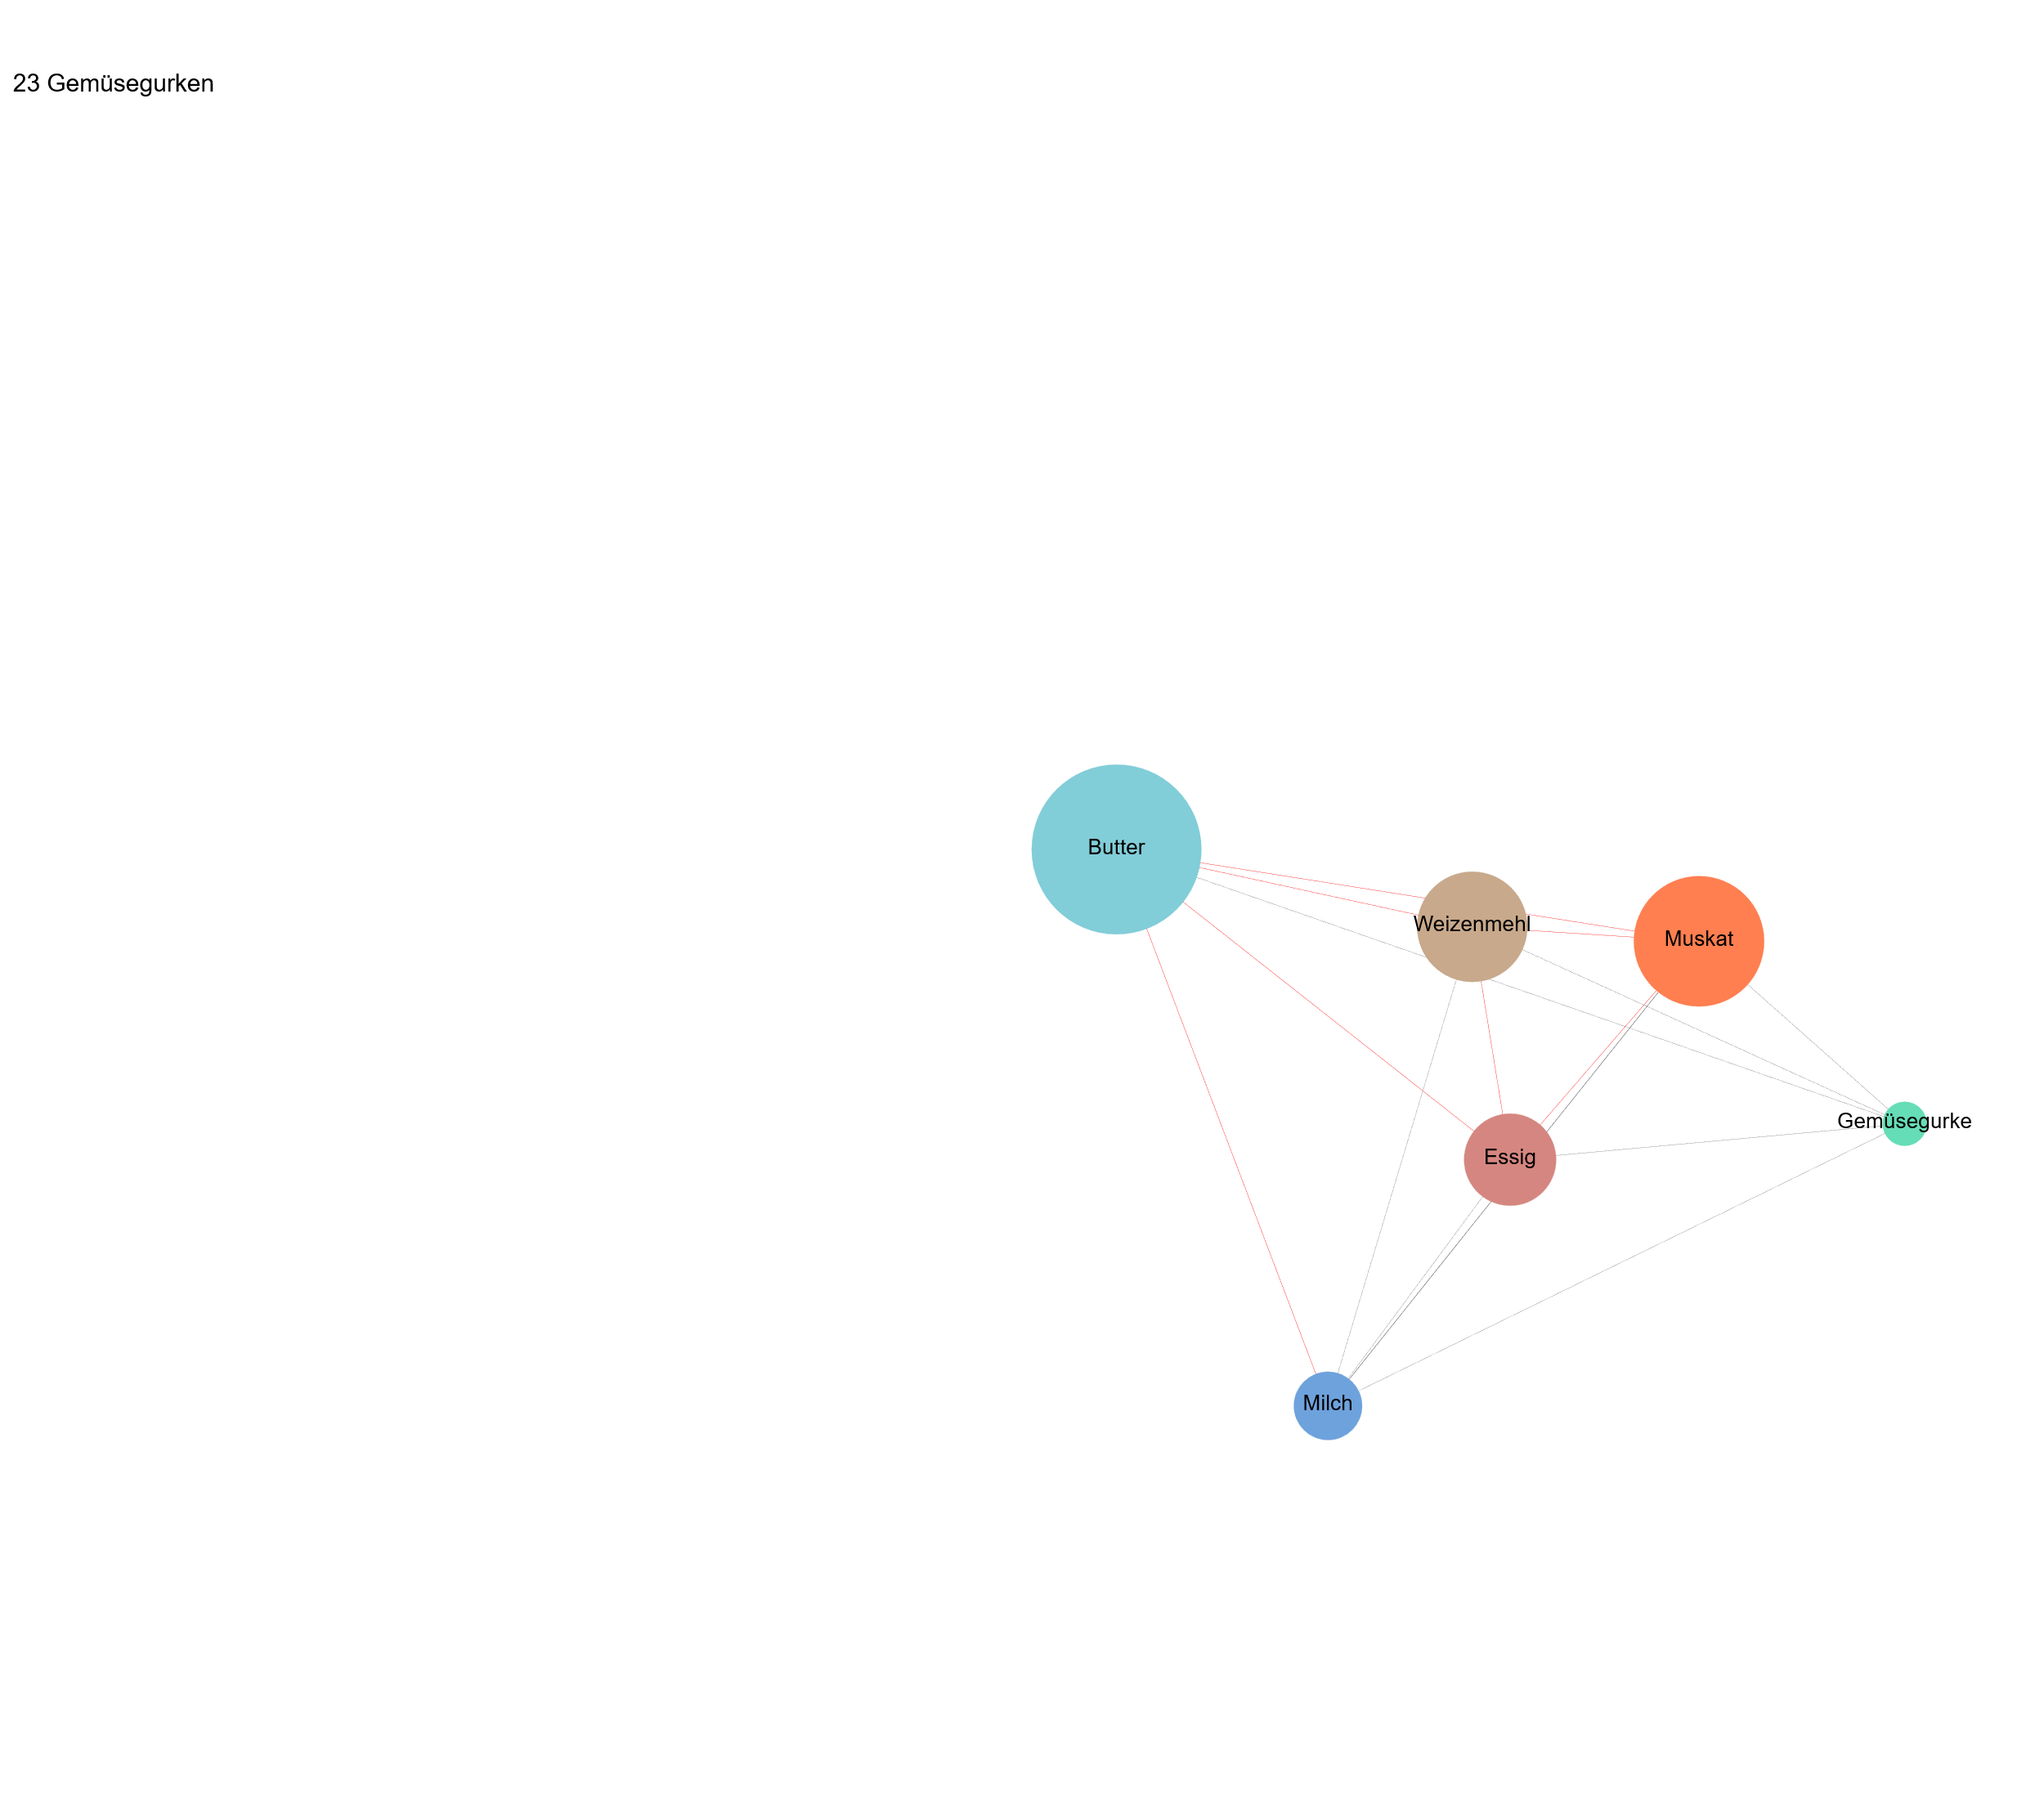 23 Gemüsegurken
Butter
Weizenmehl
Muskat
Gemüsegurke
Essig
Milch